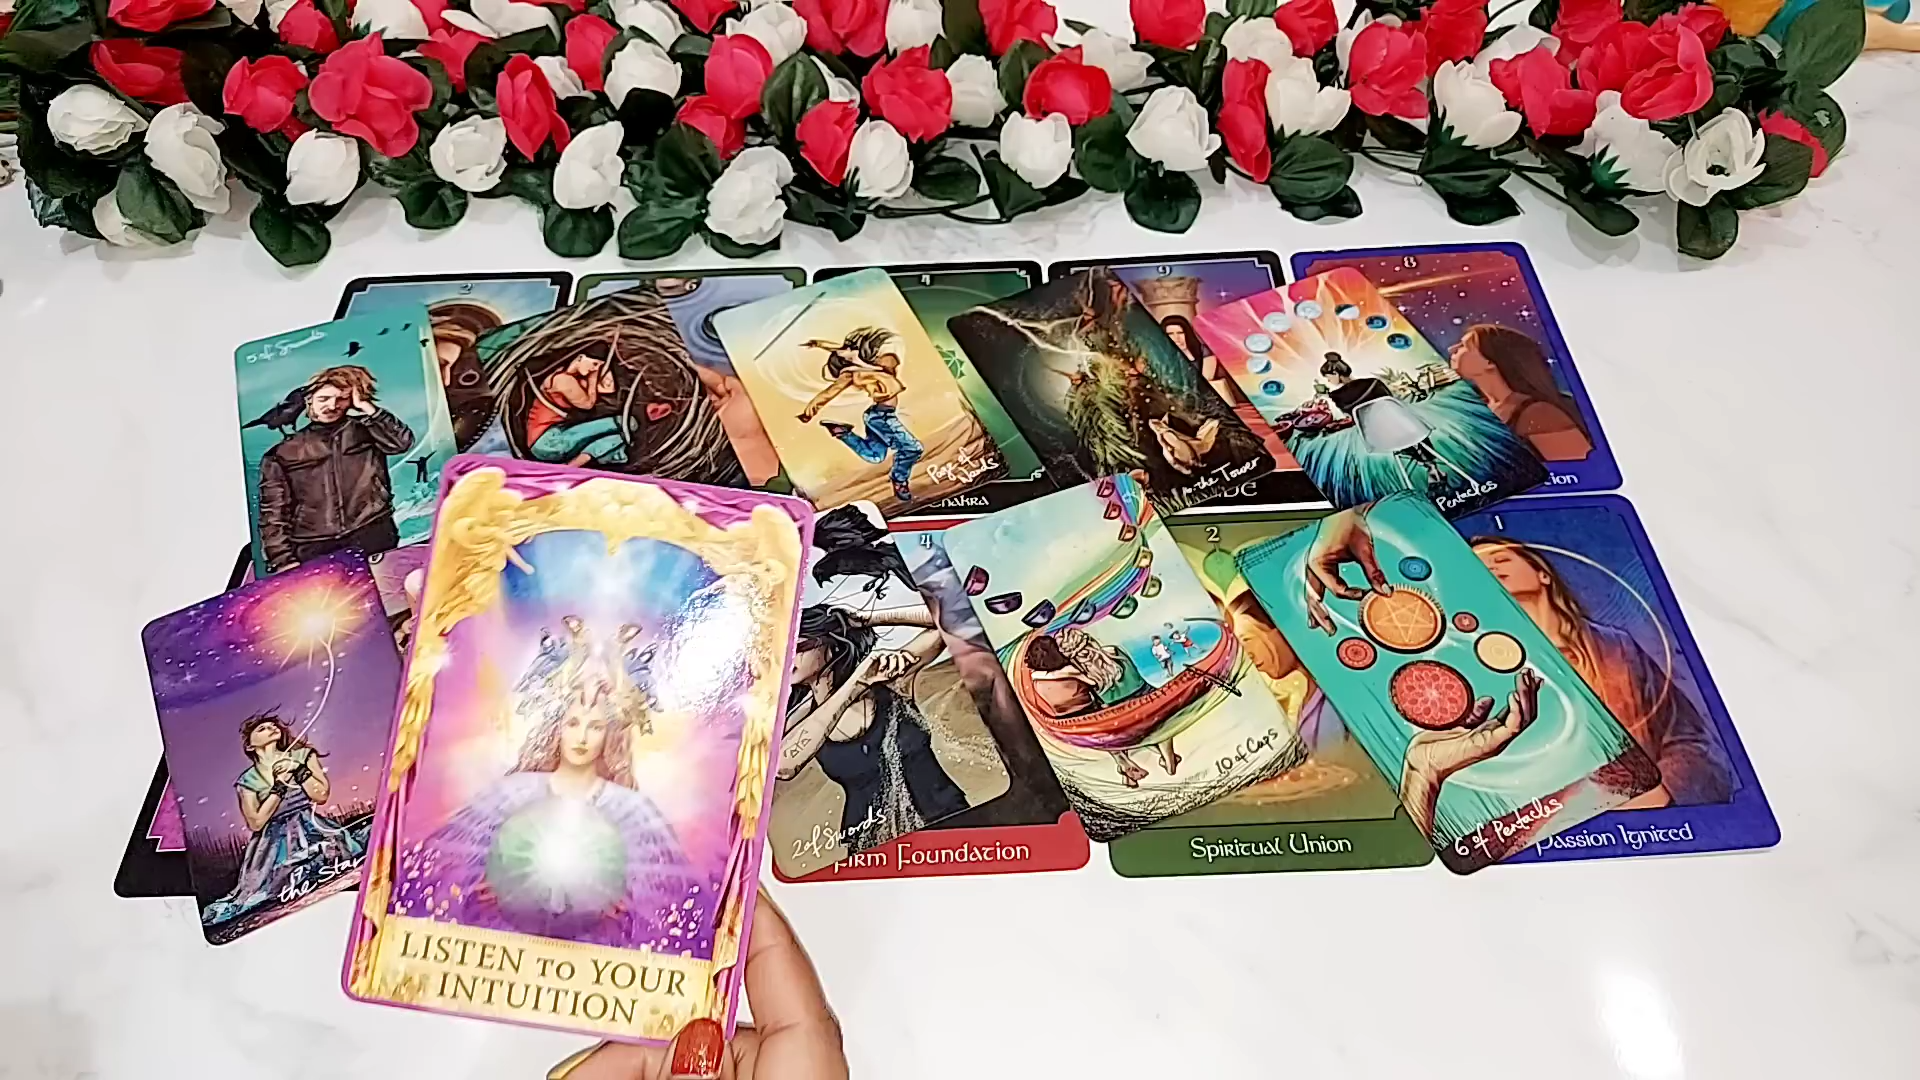 2
6
4
9
8
5 of Swords
Page of Wands
Chakra
the Tower
Pentacles
tion
4
2
1
LISTEN to YOUR
INTUITION
17
the Star
2 of Swords
Firm Foundation
10 of Cups
Spiritual Union
6 of Pentacles
Passion Ignited